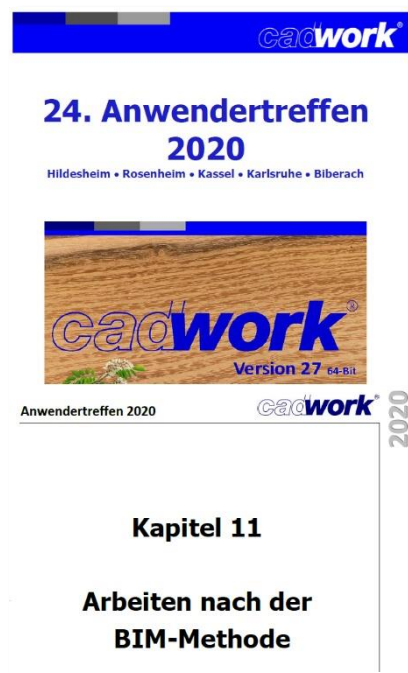 cadwork®
24. Anwendertreffen
2020
Hildesheim • Rosenheim • Kassel • Karlsruhe • Biberach
cadwork®
Version 27 64-Bit
Anwendertreffen 2020
cadwork®
2020
Kapitel 11
Arbeiten nach der
BIM-Methode